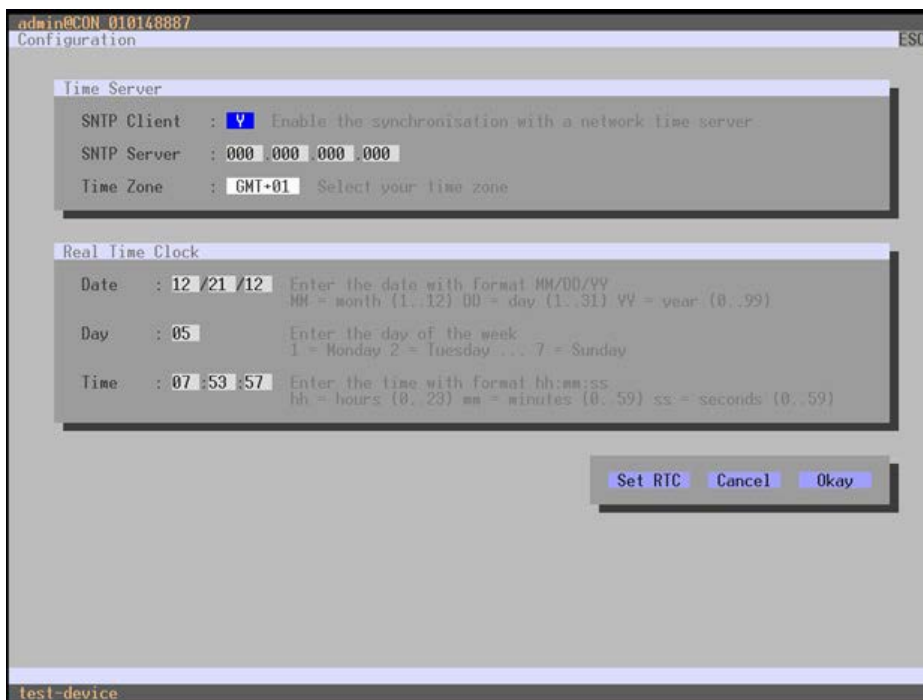 admin@CON_010148887
Configuration ESC
Time Server
SNTP Client : Y Enable the synchronisation with a network time server
SNTP Server : 000 .000 .000 .000
Time Zone : GMT+01 Select your time zone
Real Time Clock
Date : 12 /21 /12 Enter the date with format MM/DD/YY
MM = month (1..12) DD = day (1..31) YY = year (0..99)
Day : 05 Enter the day of the week
1 = Monday 2 = Tuesday ... 7 = Sunday
Time : 07 :53 :57 Enter the time with format hh:mm:ss
hh = hours (0..23) mm = minutes (0..59) ss = seconds (0..59)
Set RTC Cancel Okay
test-device